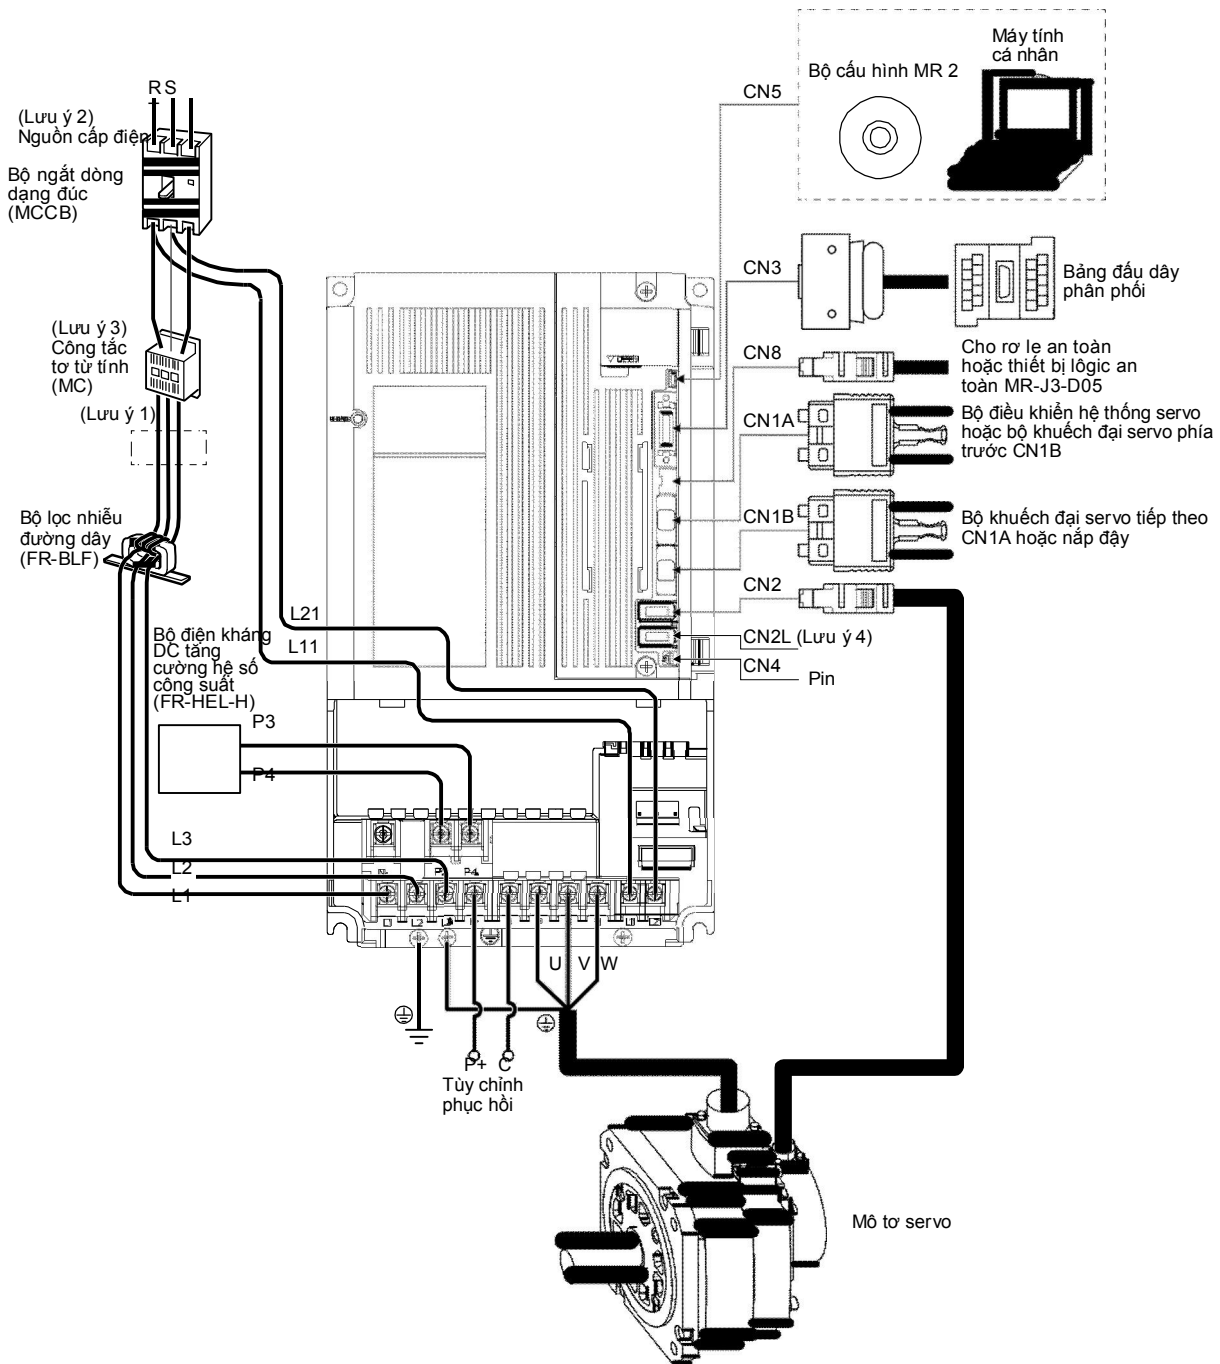 R S
(Lưu ý 2)
Nguồn cấp điện
Bộ ngắt dòng
dạng đúc
(MCCB)
(Lưu ý 3)
Công tắc
tơ từ tính
(MC)
(Lưu ý 1)
Bộ lọc nhiễu
đường dây
(FR-BLF)
L21
L11
Bộ điện kháng
DC tăng
cường hệ số
công suất
(FR-HEL-H)
P3
P4
L3
L2
L1
CN5
Bộ cấu hình MR 2
Máy tính
cá nhân
CN3
Bảng đấu dây
phân phối
CN8
Cho rơ le an toàn
hoặc thiết bị lôgic an
toàn MR-J3-D05
CN1A
Bộ điều khiển hệ thống servo
hoặc bộ khuếch đại servo phía
trước CN1B
CN1B
Bộ khuếch đại servo tiếp theo
CN1A hoặc nắp đậy
CN2
CN2L (Lưu ý 4)
CN4
Pin
P4
L1 L2 L3
U V W
P+ C
Tùy chỉnh
phục hồi
Mô tơ servo